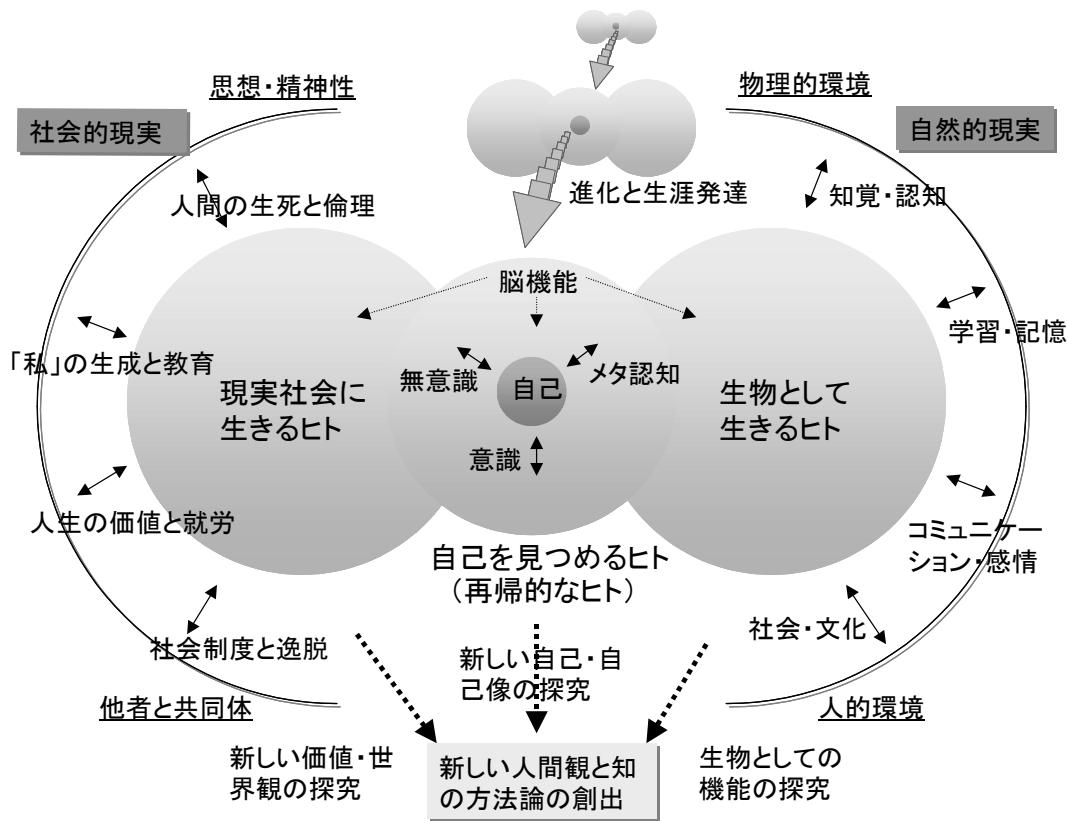 思想・精神性
物理的環境
社会的現実
自然的現実
人間の生死と倫理
進化と生涯発達
知覚・認知
脳機能
「私」の生成と教育
学習・記憶
現実社会に
生きるヒト
無意識
自己
メタ認知
意識
生物として
生きるヒト
人生の価値と就労
コミュニケー
ション・感情
自己を見つめるヒト
（再帰的なヒト）
社会制度と逸脱
社会・文化
新しい自己・自
己像の探究
他者と共同体
人的環境
新しい価値・世
界観の探究
新しい人間観と知
の方法論の創出
生物としての
機能の探究